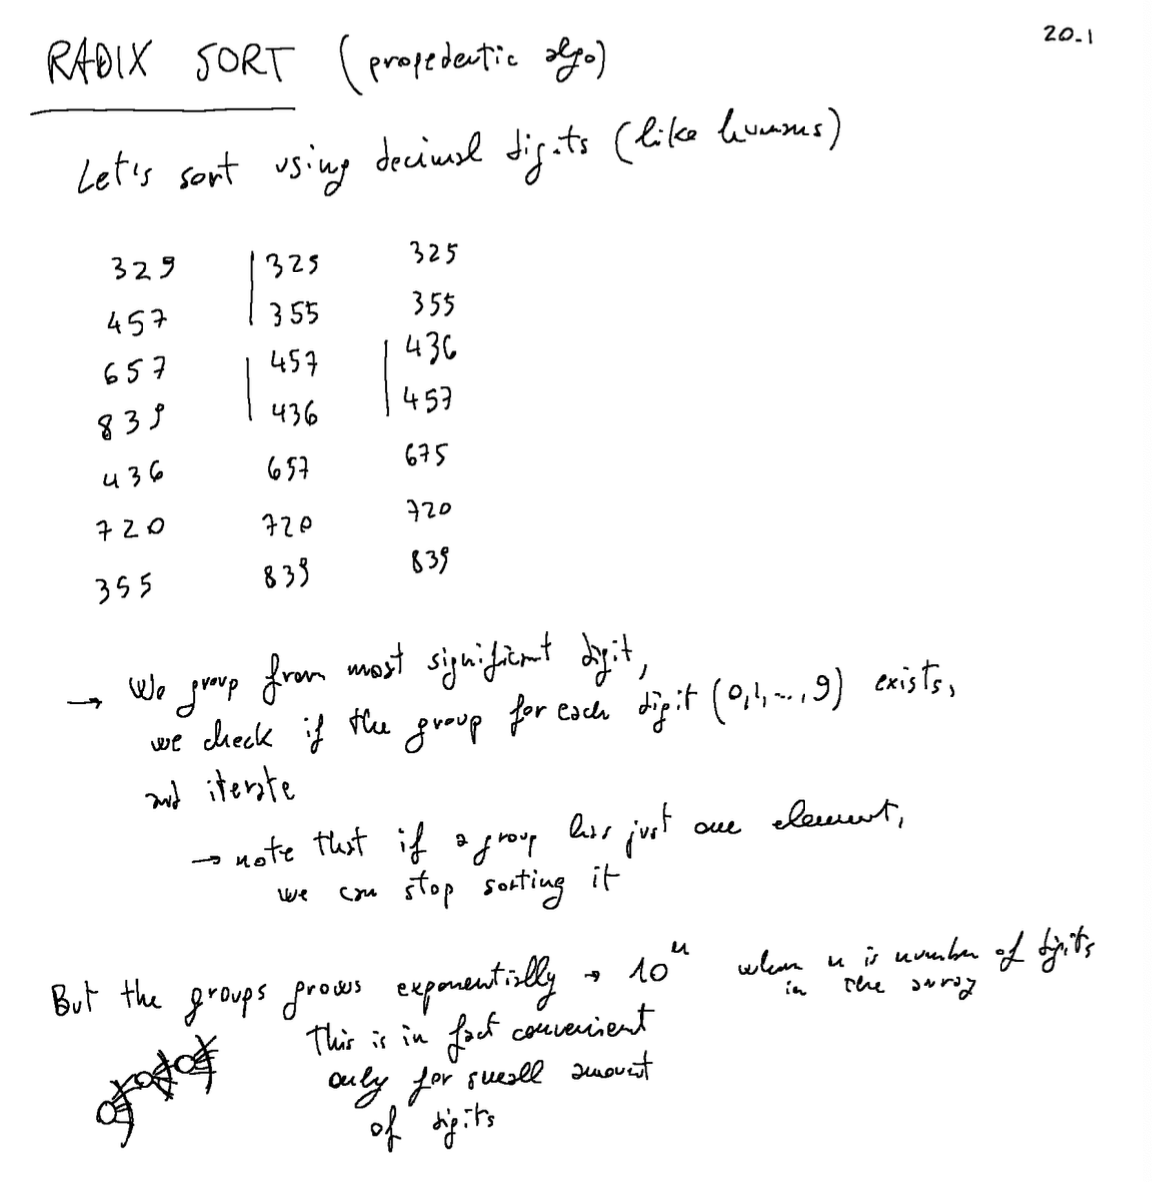 20-1
RADIX SORT (propedeutic algo)
Let's sort using decimal digits (like humans)
329 325 325
457 355 355
657 457 436
839 436 457
436 657 675
720 720 720
355 839 839
→ We group from most significant digit,
we check if the group for each digit (0,1,...,9) exists,
and iterate
→ note that if a group has just one element,
we can stop sorting it
But the groups grows exponentially → 10ⁿ when n is number of digits
in the array
This is in fact convenient
only for small amount
of digits